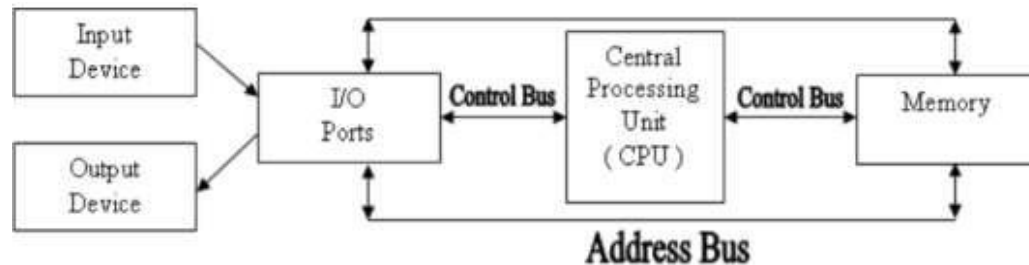 Input
Device
I/O
Ports
Output
Device
Control Bus
Central
Processing
Unit
( CPU )
Control Bus
Memory
Address Bus